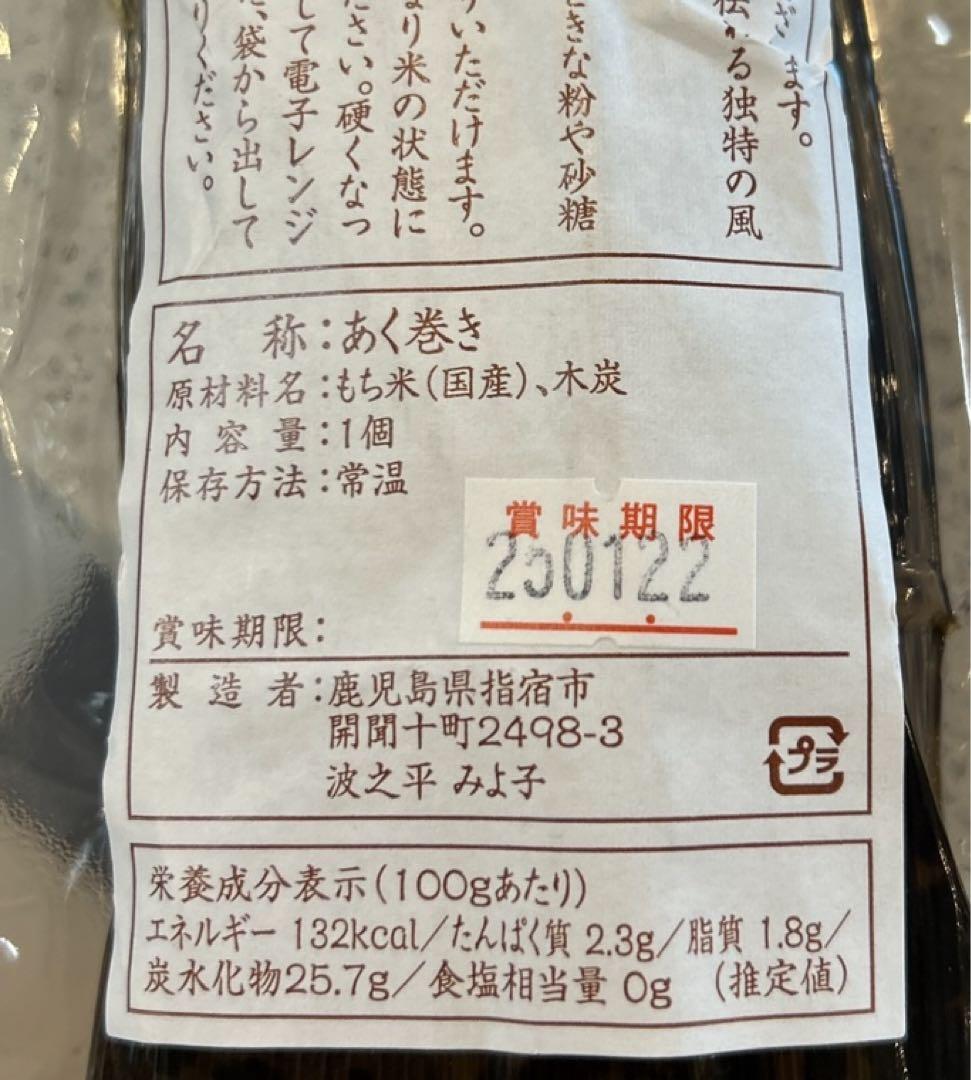 ます。
る独特の風
きな粉や砂糖
いただけます。
り米の状態に
さい。硬くなっ
して電子レンジ
、袋から出して
りください。
名　称：あく巻き
原材料名：もち米（国産）、木炭
内容量：1個
保存方法：常温
賞味期限
250122
賞味期限：
製造者：鹿児島県指宿市
開聞十町2498-3
波之平 みよ子
プラ
栄養成分表示（100gあたり）
エネルギー 132kcal／たんぱく質 2.3g／脂質 1.8g／
炭水化物25.7g／食塩相当量 0g （推定値）